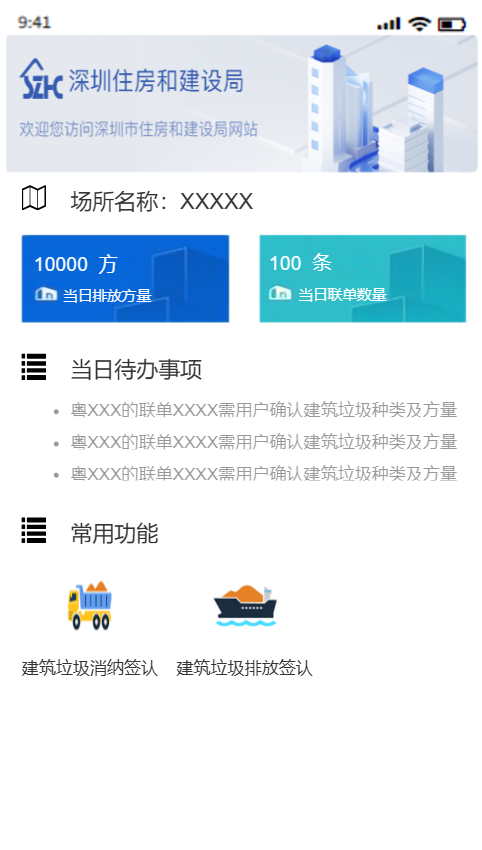 9:41
SZHC 深圳住房和建设局
欢迎您访问深圳市住房和建设局网站
场所名称：XXXXX
10000 方
当日排放方量
100 条
当日联单数量
当日待办事项
粤XXX的联单XXXX需用户确认建筑垃圾种类及方量
粤XXX的联单XXXX需用户确认建筑垃圾种类及方量
粤XXX的联单XXXX需用户确认建筑垃圾种类及方量
常用功能
建筑垃圾消纳签认
建筑垃圾排放签认